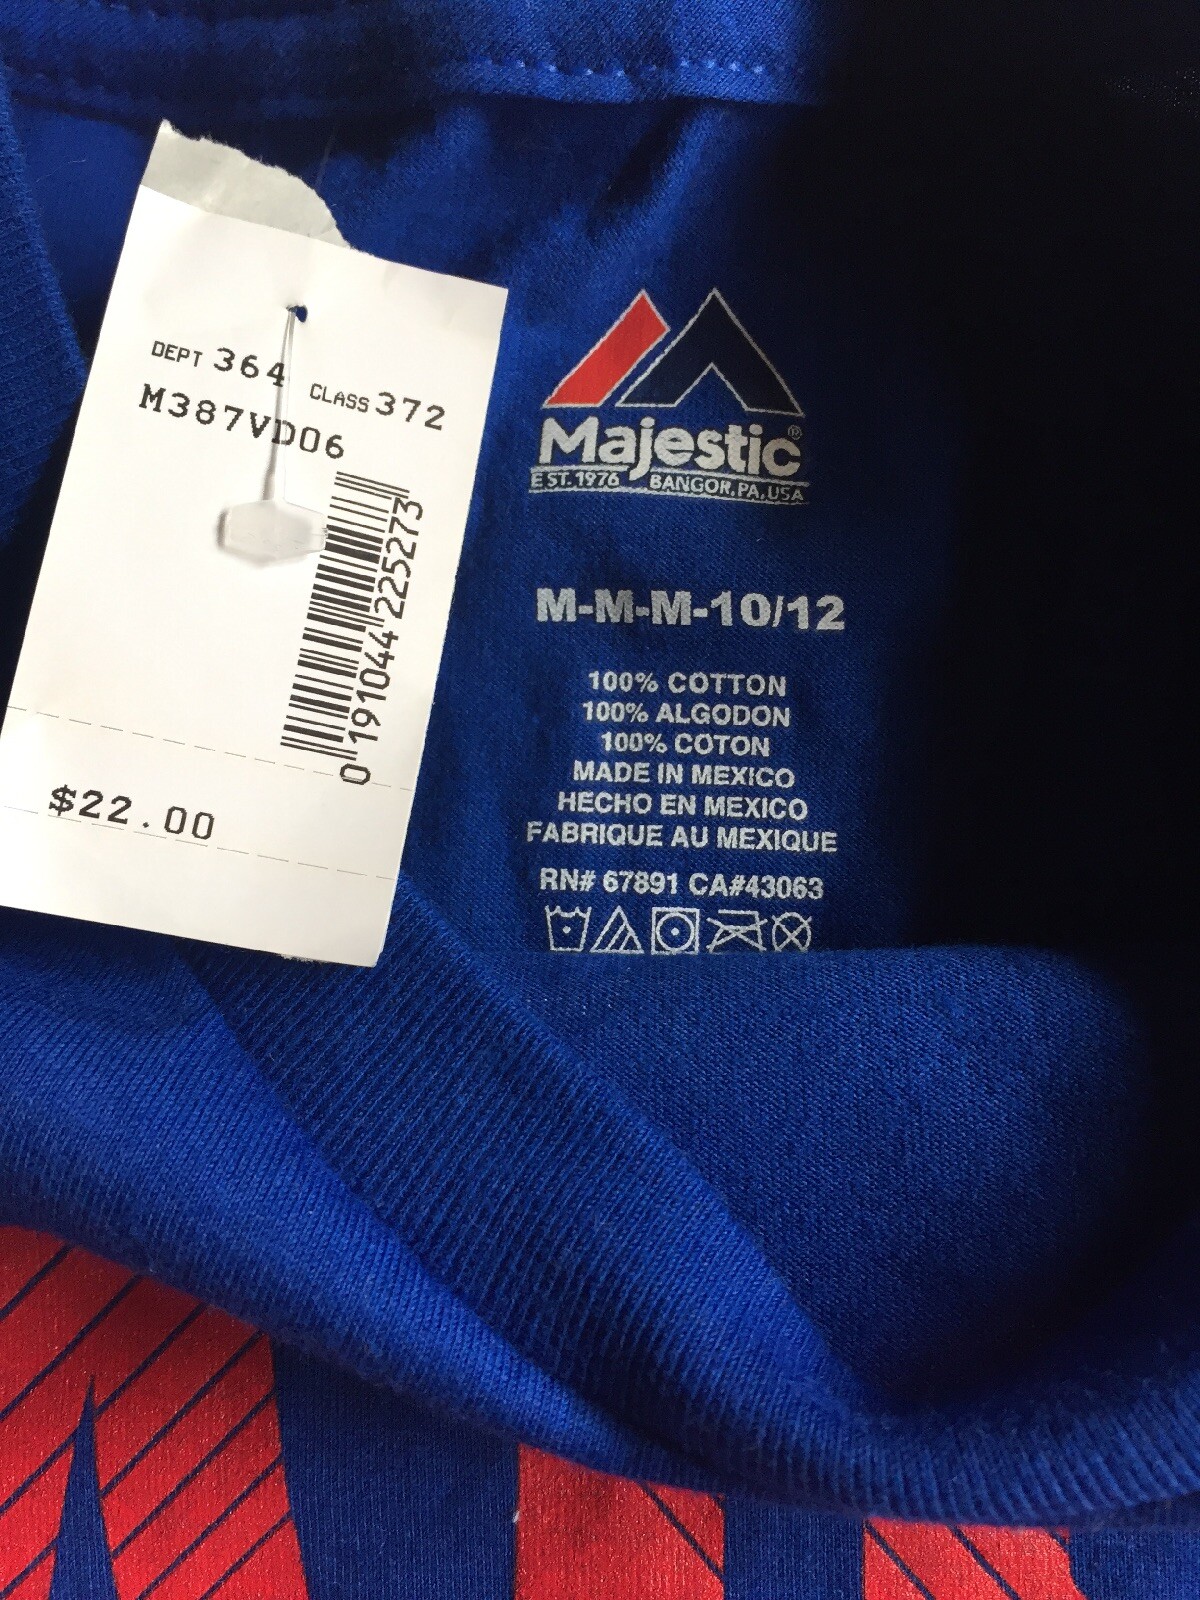 DEPT 364 CLASS 372
M387VD06
0 191044 225273
$22.00
Majestic®
EST. 1976 BANGOR, PA, USA
M-M-M-10/12
100% COTTON
100% ALGODON
100% COTON
MADE IN MEXICO
HECHO EN MEXICO
FABRIQUE AU MEXIQUE
RN# 67891 CA#43063